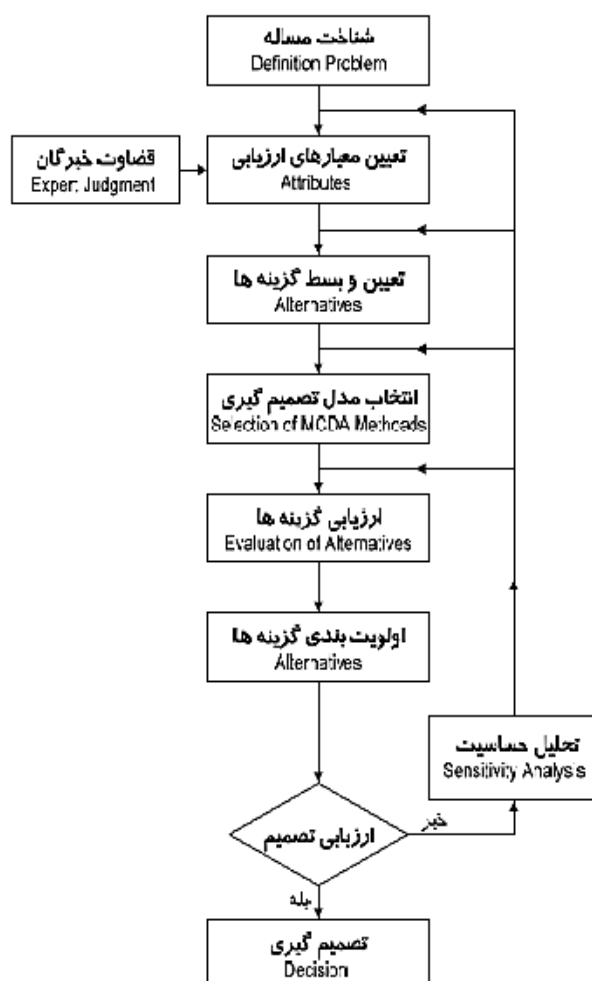 شناخت مساله
Definition Problem
قضاوت خبرگان
Expert Judgment
تعیین معیارهای ارزیابی
Attributes
تعیین و بسط گزینه ها
Alternatives
انتخاب مدل تصمیم گیری
Selection of MCDA Methoads
ارزیابی گزینه ها
Evaluation of Alternatives
اولویت بندی گزینه ها
Alternatives
تحلیل حساسیت
Sensitivity Analysis
ارزیابی تصمیم
خیر
بله
تصمیم گیری
Decision